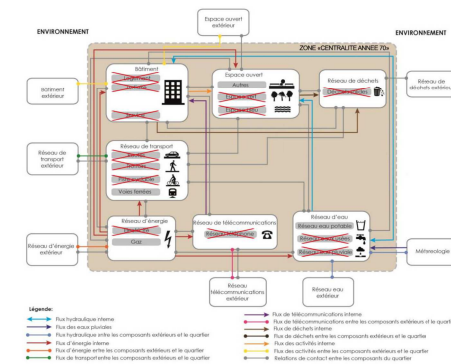 ENVIRONNEMENT
Espace ouvert
extérieur
ENVIRONNEMENT
ZONE «CENTRALITE ANNEE 70»
Bâtiment
Logement
Espace ouvert
Autres
Réseau de déchets
Bâtiment
extérieur
Réseau de
déchets extérieur
Réseau de transport
Voies ferrées
Réseau de
transport
extérieur
Réseau d'énergie
Gaz
Réseau de télécommunications
Réseau d'eau
Réseau eau potable
Réseau d'énergie
extérieur
Météreologie
Réseau
télécommunications
extérieur
Réseau eau
extérieur
Légende:
Flux hydraulique interne
Flux des eaux pluviales
Flux hydraulique entre les composants extérieurs et le quartier
Flux d'énergie interne
Flux d'énergie entre les composants extérieurs et le quartier
Flux de transport entre les composants extérieurs et le quartier
Flux de télécommunications interne
Flux de télécommunications entre les composants extérieurs et le quartier
Flux de déchets interne
Flux de déchets entre les composants extérieurs et le quartier
Flux des activités interne
Flux des activités entre les composants extérieurs et le quartier
Relations de contact entre les composants du quartier